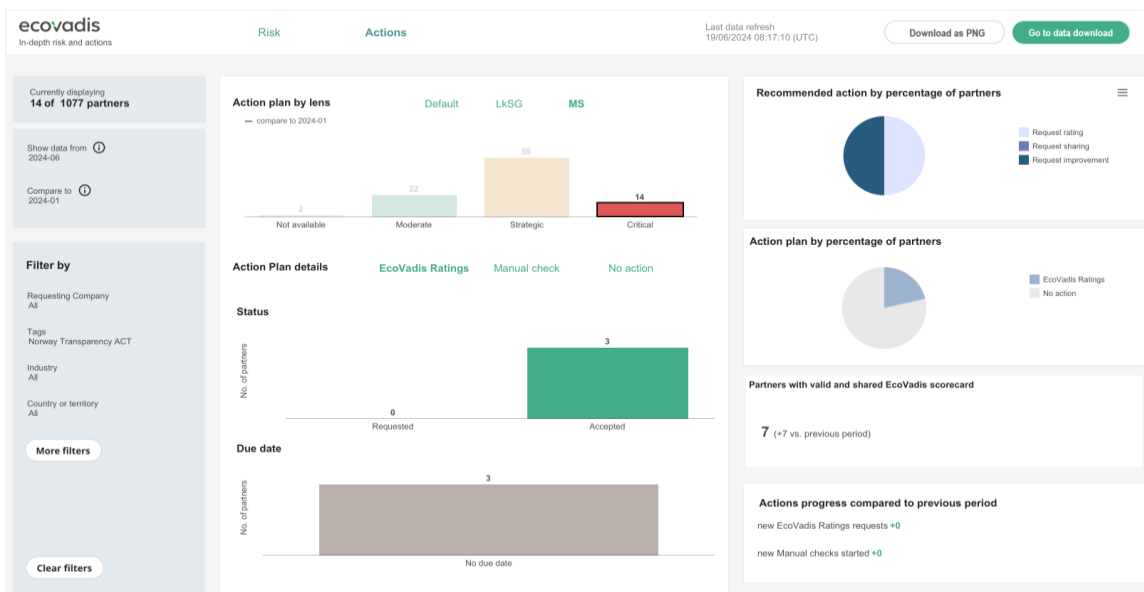 ecovadis
In-depth risk and actions
Risk
Actions
Last data refresh
19/06/2024 08:17:10 (UTC)
Download as PNG
Go to data download
Currently displaying
14 of 1077 partners
Show data from
2024-06
Compare to
2024-01
Filter by
Requesting Company
All
Tags
Norway Transparency ACT
Industry
All
Country or territory
All
More filters
Clear filters
Action plan by lens
Default
LkSG
MS
compare to 2024-01
2
22
59
14
Not available
Moderate
Strategic
Critical
Action Plan details
EcoVadis Ratings
Manual check
No action
Status
No. of partners
0
3
Requested
Accepted
Due date
No. of partners
3
No due date
Recommended action by percentage of partners
Request rating
Request sharing
Request improvement
Action plan by percentage of partners
EcoVadis Ratings
No action
Partners with valid and shared EcoVadis scorecard
7 (+7 vs. previous period)
Actions progress compared to previous period
new EcoVadis Ratings requests +0
new Manual checks started +0